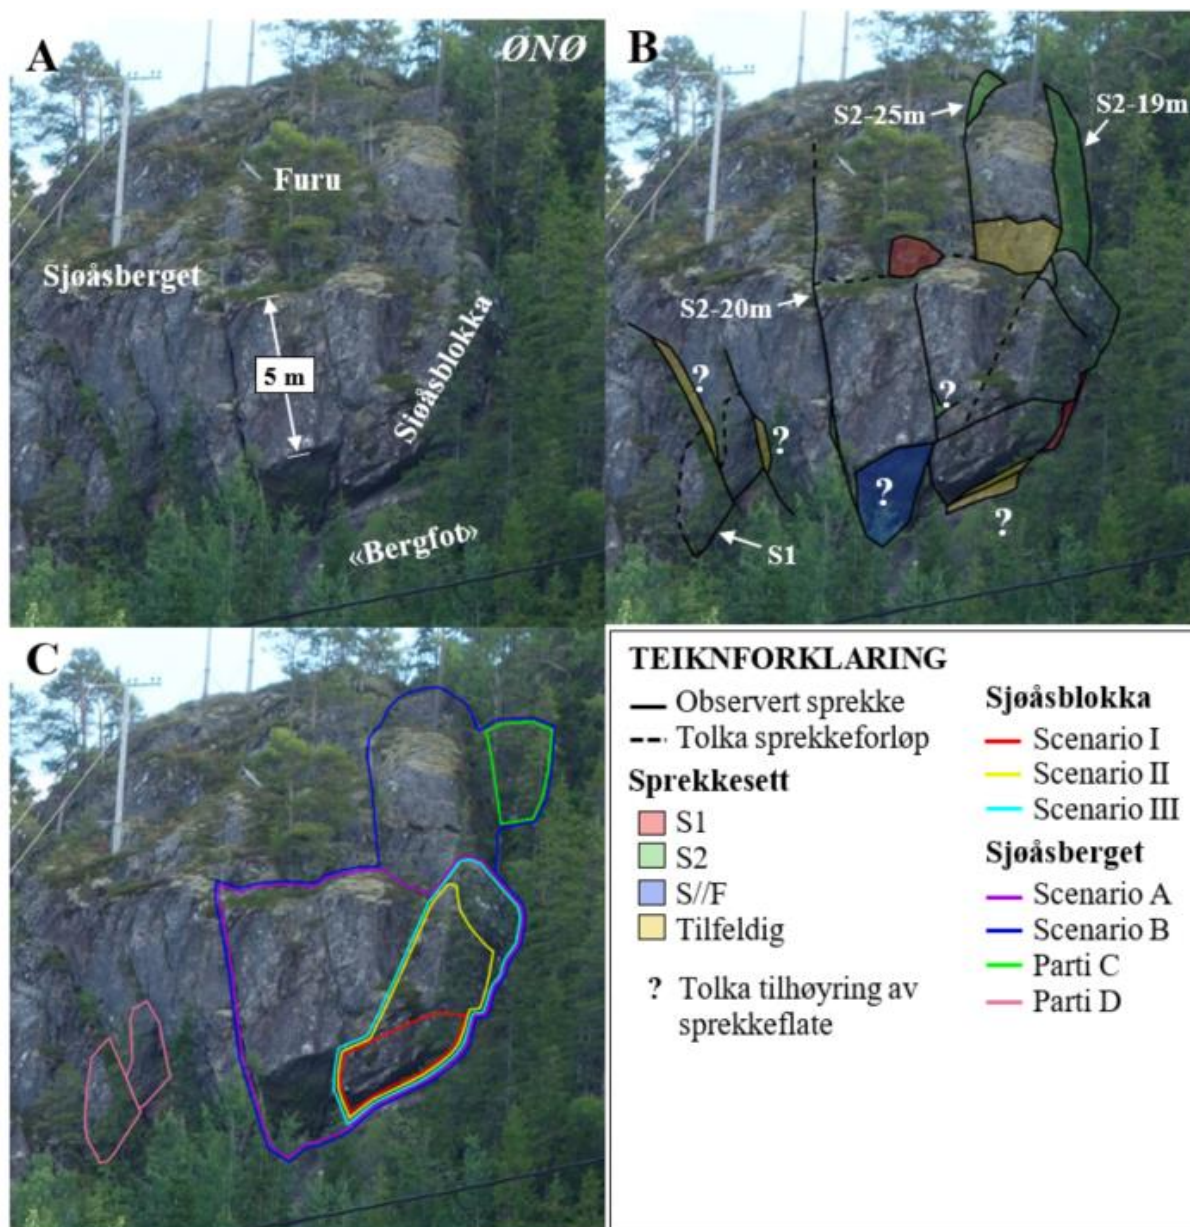 A
ØNØ
Furu
Sjøåsberget
5 m
Sjøåsblokka
«Bergfot»
B
S2-25m
S2-19m
S2-20m
?
?
?
?
?
S1
C
TEIKNFORKLARING
Observert sprekke
Tolka sprekkeforløp
Sprekkesett
S1
S2
S//F
Tilfeldig
? Tolka tilhøyring av
sprekkeflate
Sjøåsblokka
Scenario I
Scenario II
Scenario III
Sjøåsberget
Scenario A
Scenario B
Parti C
Parti D